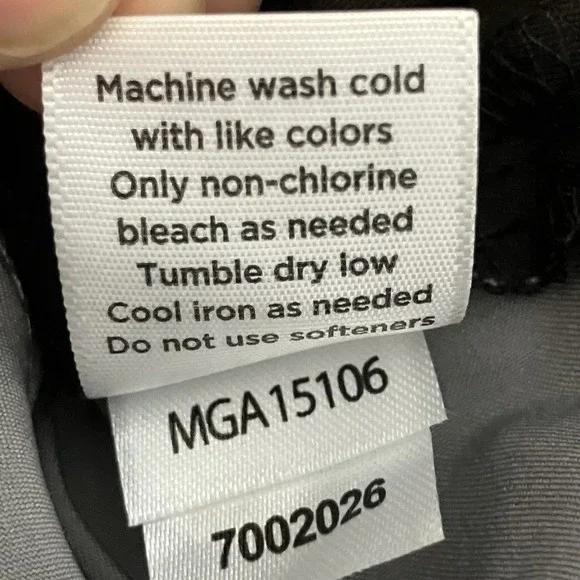 Machine wash cold
with like colors
Only non-chlorine
bleach as needed
Tumble dry low
Cool iron as needed
Do not use softeners
MGA15106
7002026